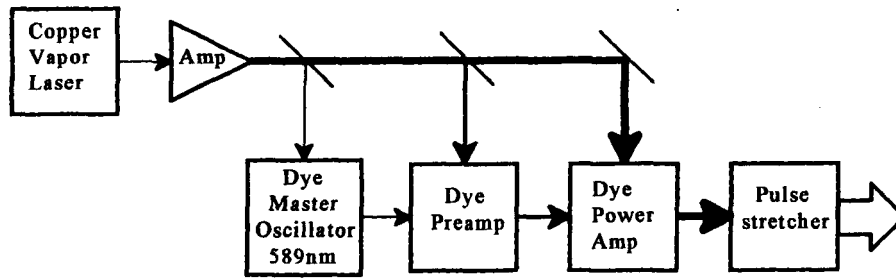 Copper
Vapor
Laser
Amp
Dye
Master
Oscillator
589nm
Dye
Preamp
Dye
Power
Amp
Pulse
stretcher